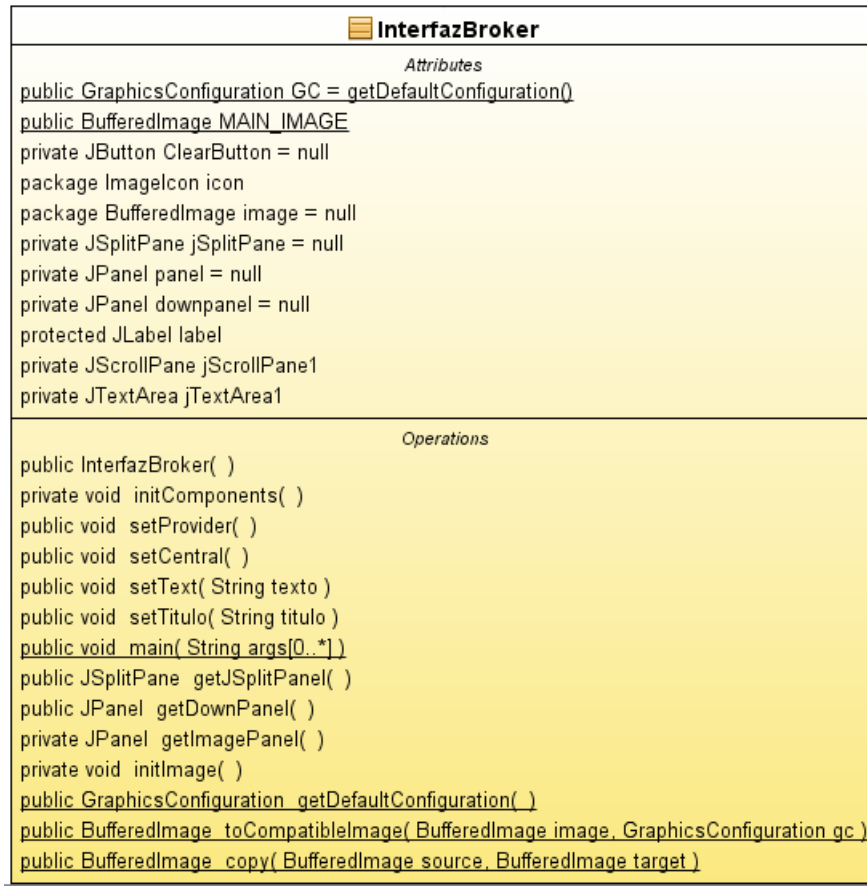 InterfazBroker
Attributes
public GraphicsConfiguration GC = getDefaultConfiguration()
public BufferedImage MAIN_IMAGE
private JButton ClearButton = null
package ImageIcon icon
package BufferedImage image = null
private JSplitPane jSplitPane = null
private JPanel panel = null
private JPanel downpanel = null
protected JLabel label
private JScrollPane jScrollPane1
private JTextArea jTextArea1
Operations
public InterfazBroker( )
private void initComponents( )
public void setProvider( )
public void setCentral( )
public void setText( String texto )
public void setTitulo( String titulo )
public void main( String args[0..*] )
public JSplitPane getJSplitPanel( )
public JPanel getDownPanel( )
private JPanel getImagePanel( )
private void initImage( )
public GraphicsConfiguration getDefaultConfiguration( )
public BufferedImage toCompatibleImage( BufferedImage image, GraphicsConfiguration gc )
public BufferedImage copy( BufferedImage source, BufferedImage target )